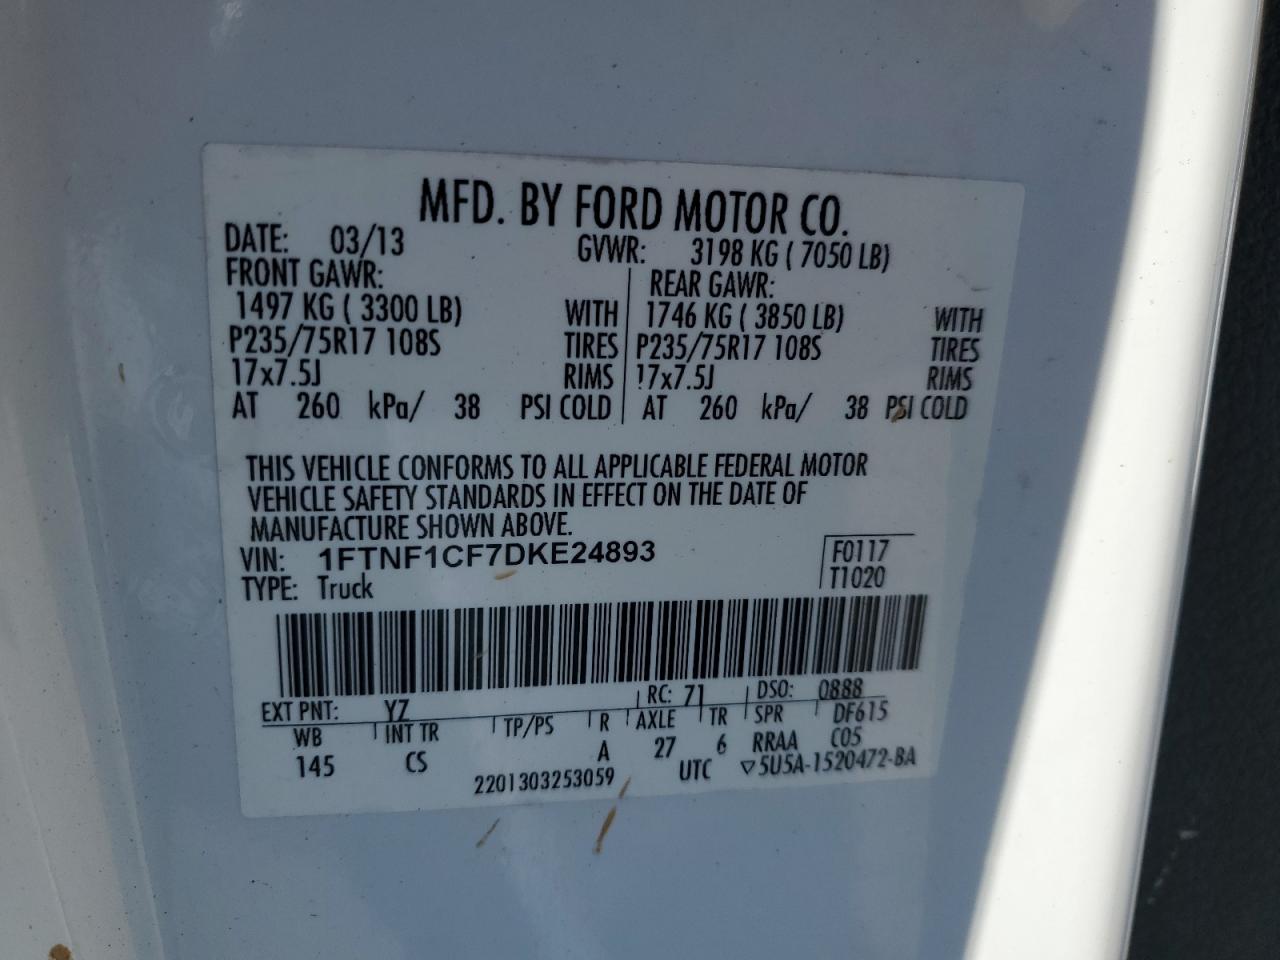 MFD. BY FORD MOTOR CO.
DATE: 03/13 GVWR: 3198 KG ( 7050 LB)
FRONT GAWR: REAR GAWR:
1497 KG ( 3300 LB) WITH 1746 KG ( 3850 LB) WITH
P235/75R17 108S TIRES P235/75R17 108S TIRES
17x7.5J RIMS 17x7.5J RIMS
AT 260 kPa/ 38 PSI COLD AT 260 kPa/ 38 PSI COLD
THIS VEHICLE CONFORMS TO ALL APPLICABLE FEDERAL MOTOR
VEHICLE SAFETY STANDARDS IN EFFECT ON THE DATE OF
MANUFACTURE SHOWN ABOVE.
VIN: 1FTNF1CF7DKE24893 F0117
TYPE: Truck T1020
EXT PNT: YZ RC: 71 DSO: 0888
WB INT TR TP/PS R AXLE TR SPR DF615
145 CS A 27 6 RRAA C05
2201303253059 UTC ▽5U5A-1520472-BA